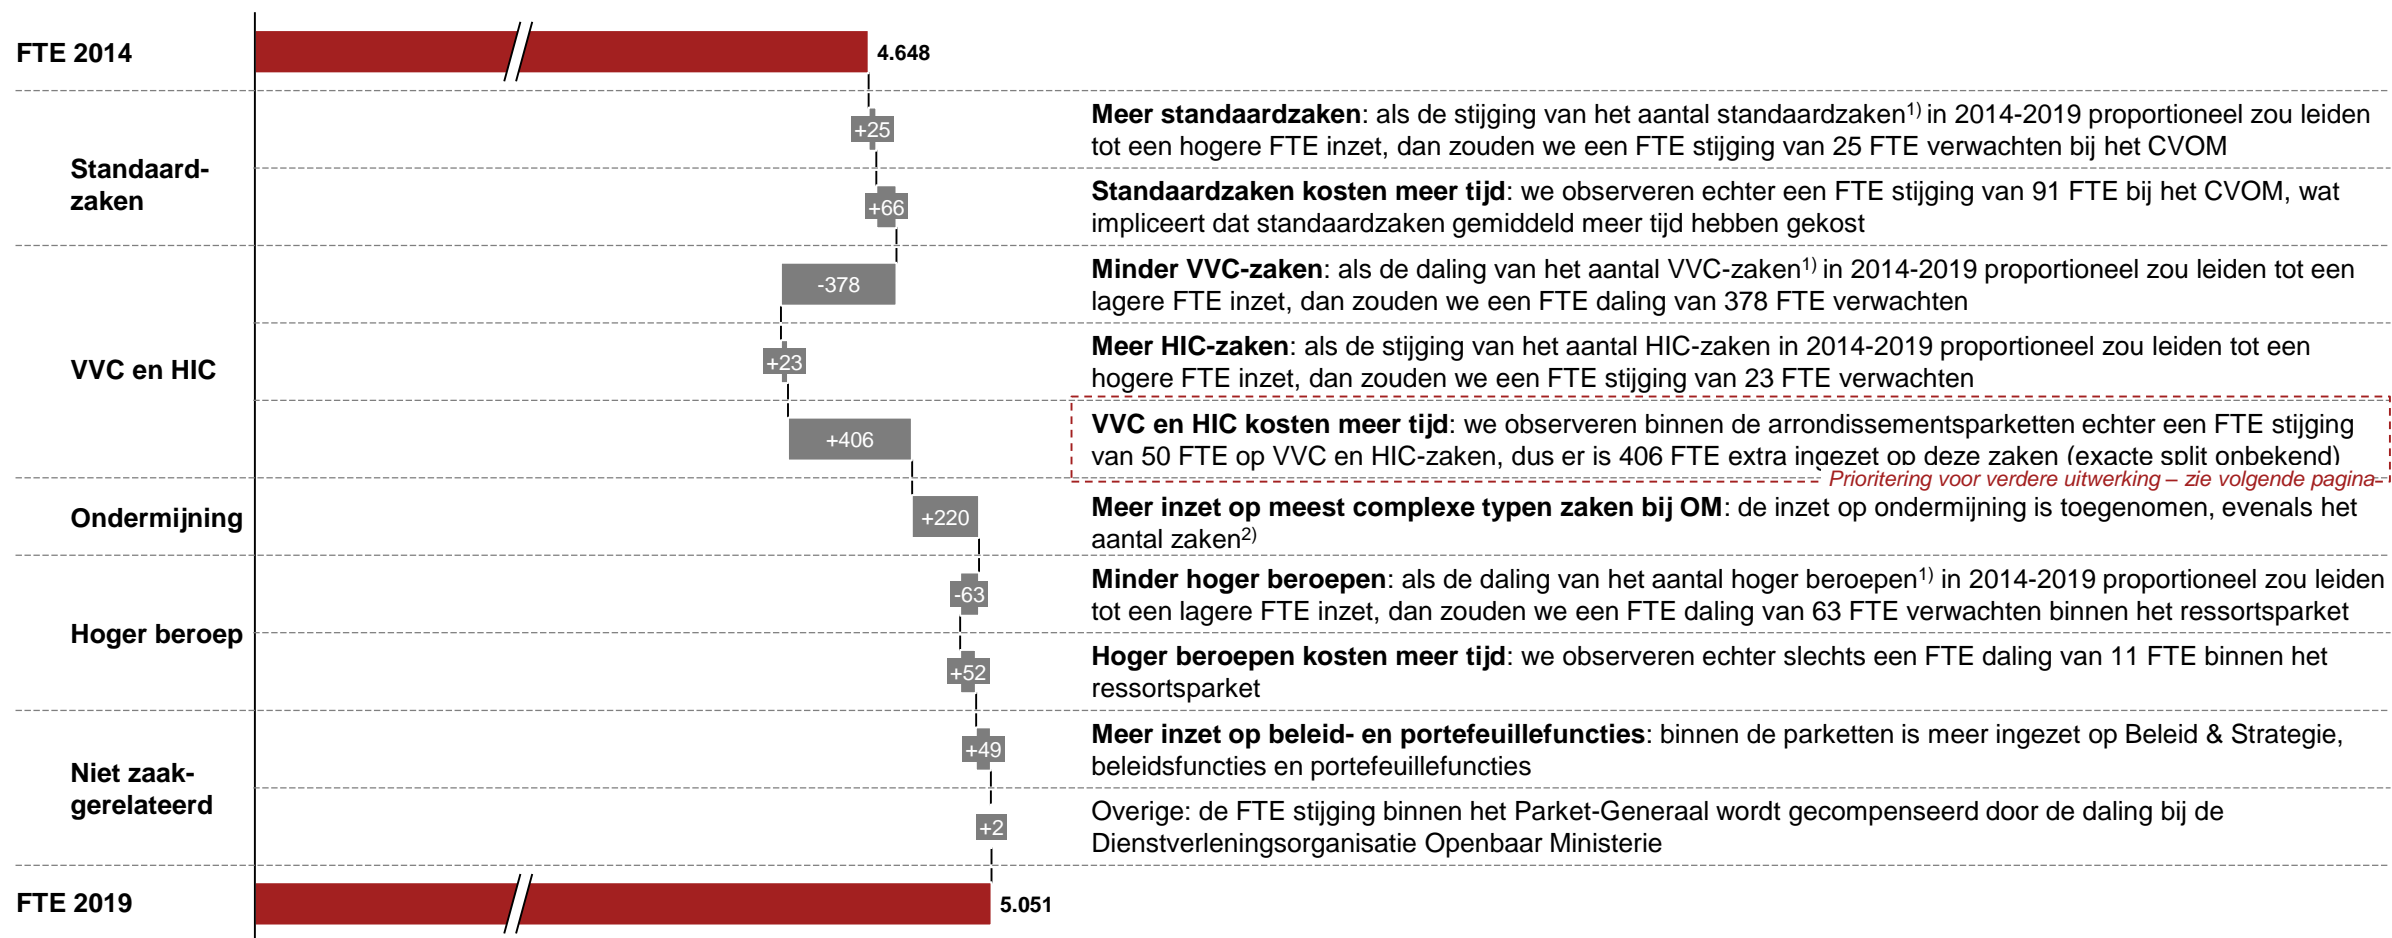 FTE 2014
4.648
Standaard-
zaken
+25
Meer standaardzaken: als de stijging van het aantal standaardzaken1) in 2014-2019 proportioneel zou leiden
tot een hogere FTE inzet, dan zouden we een FTE stijging van 25 FTE verwachten bij het CVOM
+66
Standaardzaken kosten meer tijd: we observeren echter een FTE stijging van 91 FTE bij het CVOM, wat
impliceert dat standaardzaken gemiddeld meer tijd hebben gekost
VVC en HIC
-378
Minder VVC-zaken: als de daling van het aantal VVC-zaken1) in 2014-2019 proportioneel zou leiden tot een
lagere FTE inzet, dan zouden we een FTE daling van 378 FTE verwachten
+23
Meer HIC-zaken: als de stijging van het aantal HIC-zaken in 2014-2019 proportioneel zou leiden tot een
hogere FTE inzet, dan zouden we een FTE stijging van 23 FTE verwachten
+406
VVC en HIC kosten meer tijd: we observeren binnen de arrondissementsparketten echter een FTE stijging
van 50 FTE op VVC en HIC-zaken, dus er is 406 FTE extra ingezet op deze zaken (exacte split onbekend)
Prioritering voor verdere uitwerking – zie volgende pagina
Ondermijning
+220
Meer inzet op meest complexe typen zaken bij OM: de inzet op ondermijning is toegenomen, evenals het
aantal zaken2)
Hoger beroep
-63
Minder hoger beroepen: als de daling van het aantal hoger beroepen1) in 2014-2019 proportioneel zou leiden
tot een lagere FTE inzet, dan zouden we een FTE daling van 63 FTE verwachten binnen het ressortsparket
+52
Hoger beroepen kosten meer tijd: we observeren echter slechts een FTE daling van 11 FTE binnen het
ressortsparket
Niet zaak-
gerelateerd
+49
Meer inzet op beleid- en portefeuillefuncties: binnen de parketten is meer ingezet op Beleid & Strategie,
beleidsfuncties en portefeuillefuncties
+2
Overige: de FTE stijging binnen het Parket-Generaal wordt gecompenseerd door de daling bij de
Dienstverleningsorganisatie Openbaar Ministerie
FTE 2019
5.051